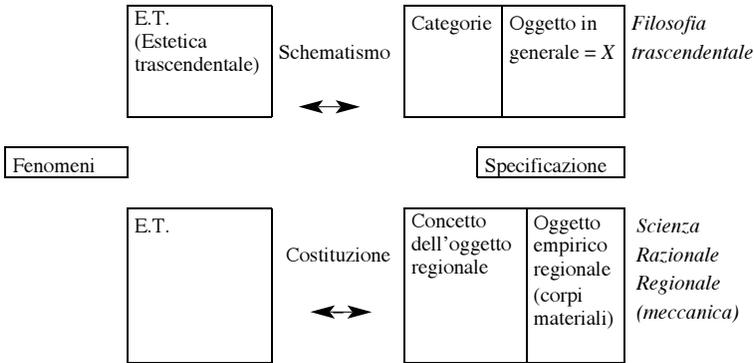 E.T.
(Estetica
trascendentale)
Schematismo
Categorie
Oggetto in
generale = X
Filosofia
trascendentale
Fenomeni
Specificazione
E.T.
Costituzione
Concetto
dell'oggetto
regionale
Oggetto
empirico
regionale
(corpi
materiali)
Scienza
Razionale
Regionale
(meccanica)